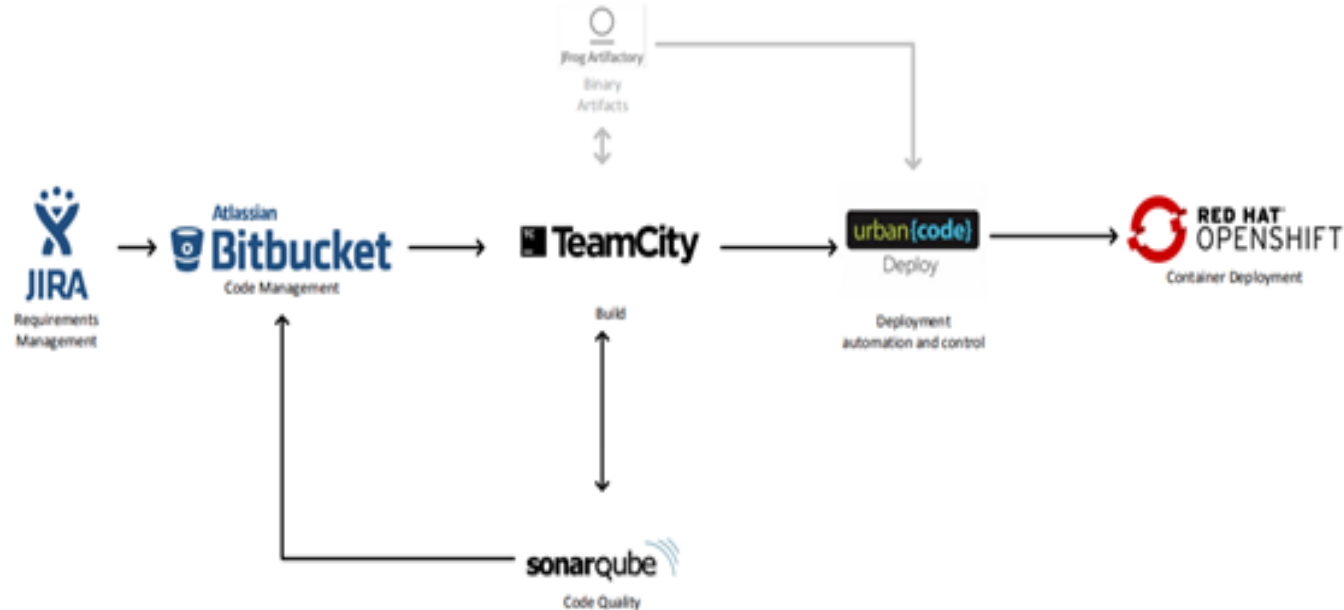 JFrog Artifactory
Binary
Artifacts
JIRA
Requirements
Management
Atlassian
Bitbucket
Code Management
TeamCity
Build
urban{code}
Deploy
Deployment
automation and control
RED HAT
OPENSHIFT
Container Deployment
sonarqube
Code Quality